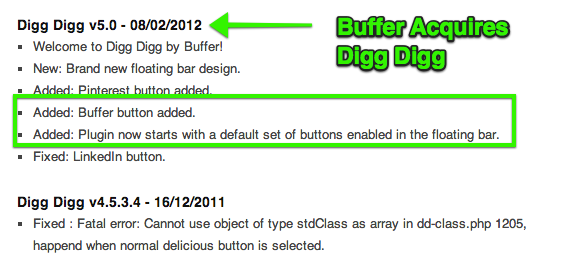 Digg Digg v5.0 - 08/02/2012
Buffer Acquires
Digg Digg
Welcome to Digg Digg by Buffer!
New: Brand new floating bar design.
Added: Pinterest button added.
Added: Buffer button added.
Added: Plugin now starts with a default set of buttons enabled in the floating bar.
Fixed: LinkedIn button.
Digg Digg v4.5.3.4 - 16/12/2011
Fixed : Fatal error: Cannot use object of type stdClass as array in dd-class.php 1205,
happend when normal delicious button is selected.